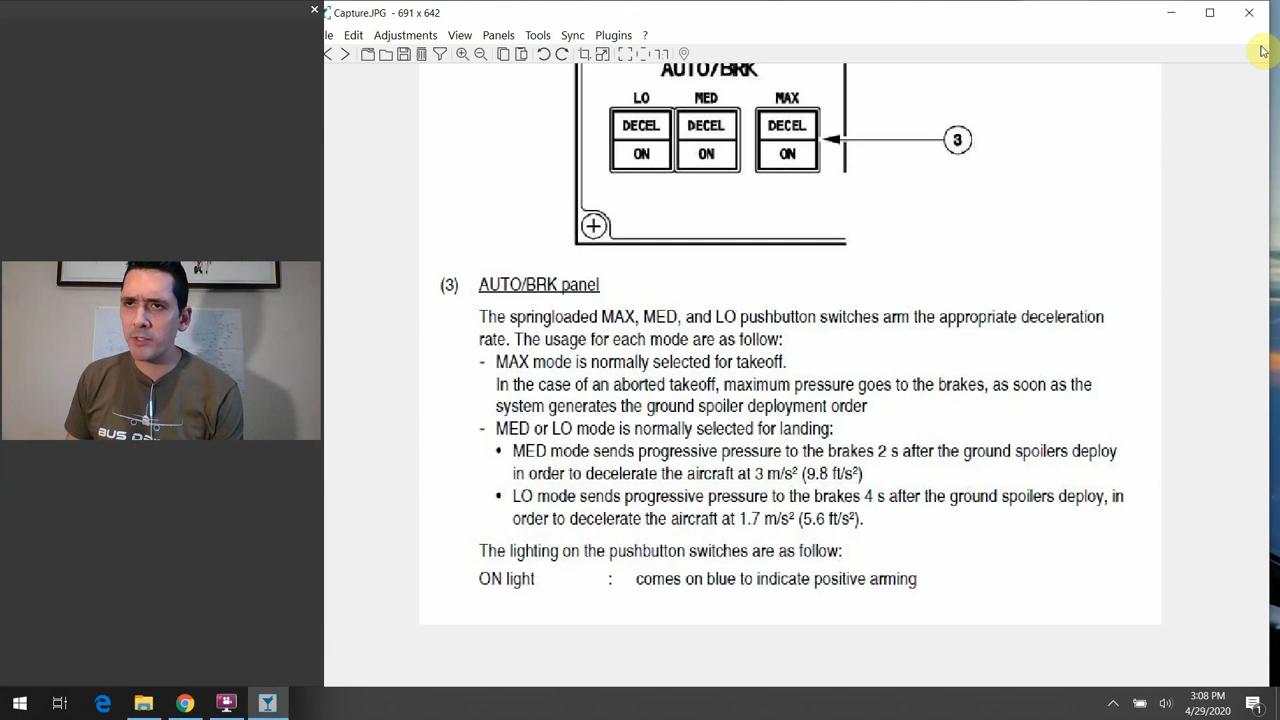 Capture.JPG - 691 x 642
le Edit Adjustments View Panels Tools Sync Plugins ?
AUTO/BRK
LO MED MAX
DECEL DECEL DECEL
ON ON ON
3
(3) AUTO/BRK panel
The springloaded MAX, MED, and LO pushbutton switches arm the appropriate deceleration
rate. The usage for each mode are as follow:
- MAX mode is normally selected for takeoff.
In the case of an aborted takeoff, maximum pressure goes to the brakes, as soon as the
system generates the ground spoiler deployment order
- MED or LO mode is normally selected for landing:
• MED mode sends progressive pressure to the brakes 2 s after the ground spoilers deploy
in order to decelerate the aircraft at 3 m/s² (9.8 ft/s²)
• LO mode sends progressive pressure to the brakes 4 s after the ground spoilers deploy, in
order to decelerate the aircraft at 1.7 m/s² (5.6 ft/s²).
The lighting on the pushbutton switches are as follow:
ON light : comes on blue to indicate positive arming
BUS
3:08 PM
4/29/2020
1